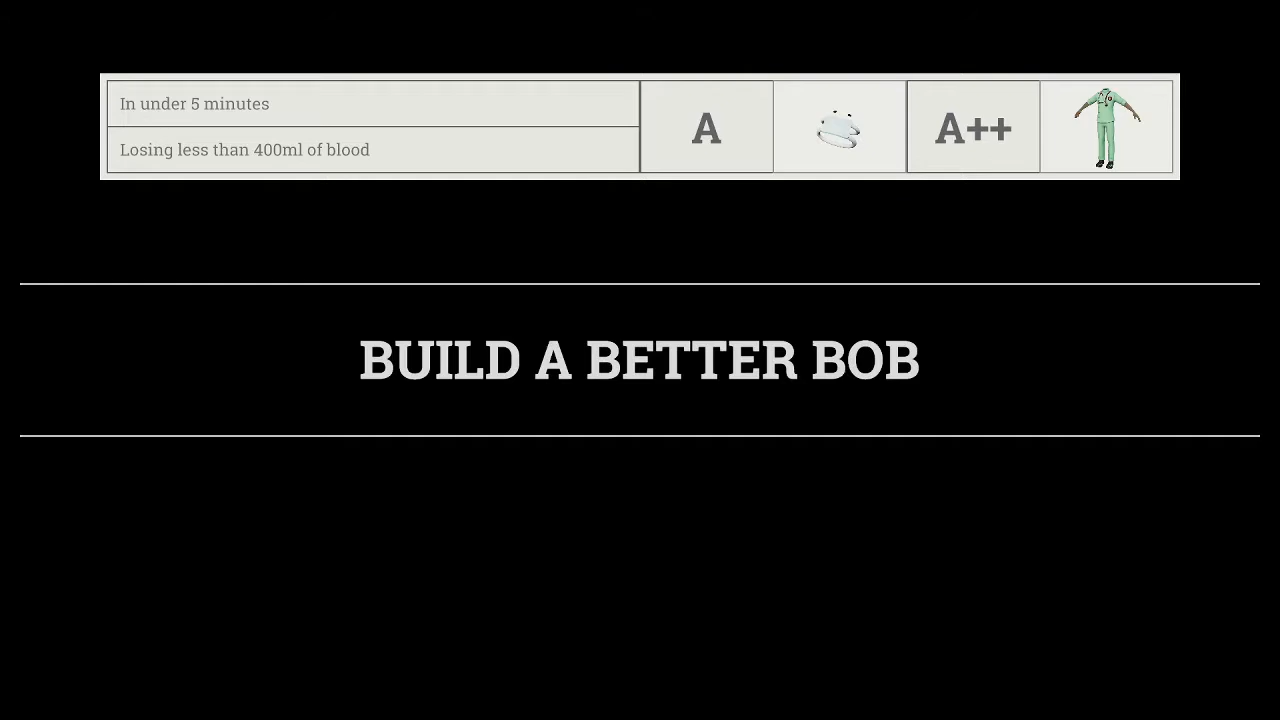 In under 5 minutes
Losing less than 400ml of blood
A
A++
BUILD A BETTER BOB